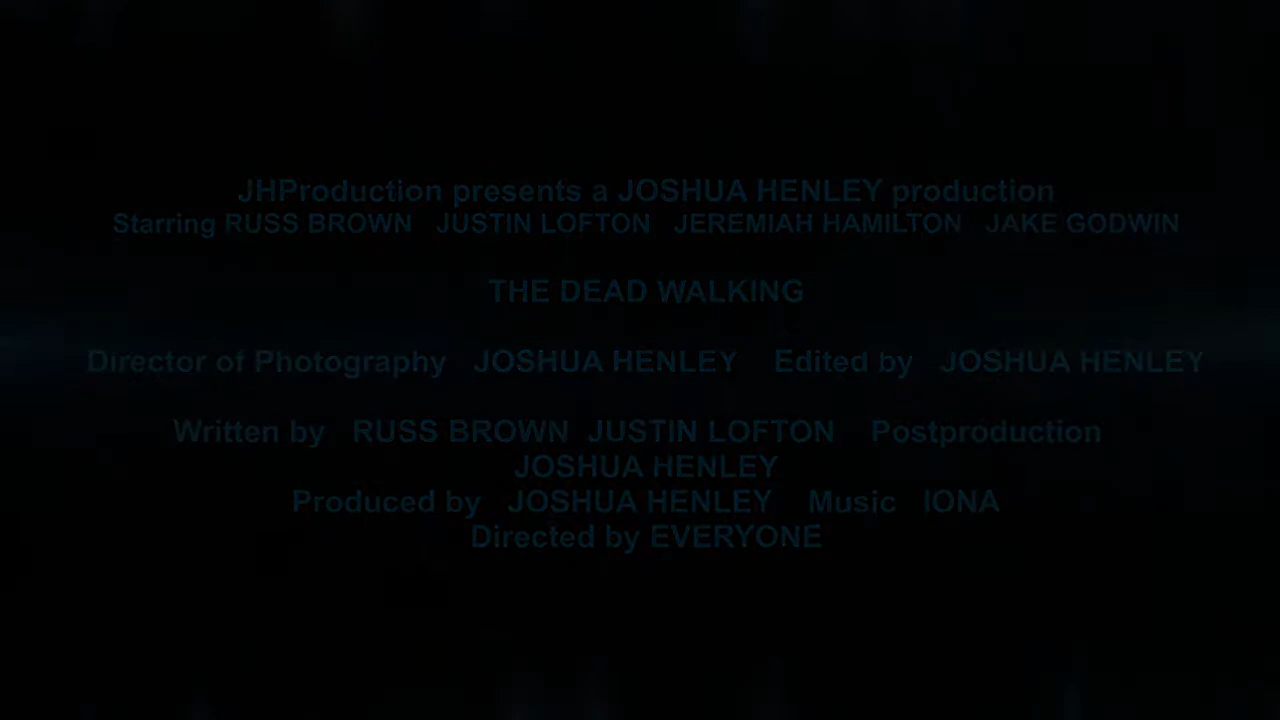 JHProduction presents a JOSHUA HENLEY production
Starring RUSS BROWN JUSTIN LOFTON JEREMIAH HAMILTON JAKE GODWIN
THE DEAD WALKING
Director of Photography JOSHUA HENLEY Edited by JOSHUA HENLEY
Written by RUSS BROWN JUSTIN LOFTON Postproduction
JOSHUA HENLEY
Produced by JOSHUA HENLEY Music IONA
Directed by EVERYONE